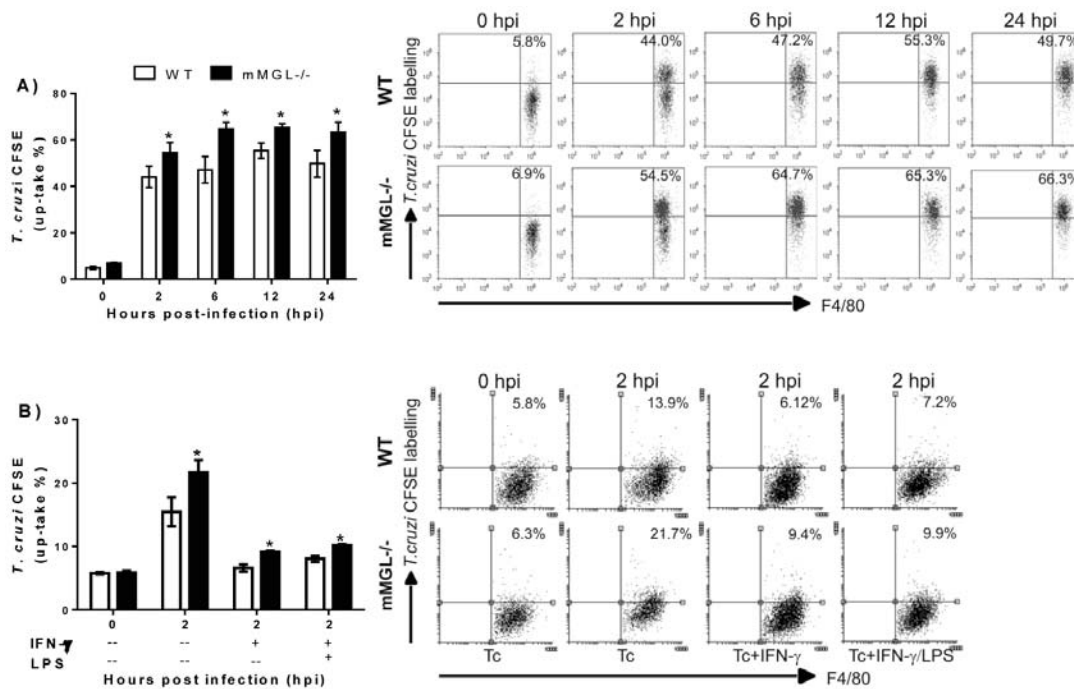 A)
WT mMGL-/-
T. cruzi CFSE
(up-take %)
80
60
40
20
0
0 2 6 12 24
Hours post-infection (hpi)
0 hpi 2 hpi 6 hpi 12 hpi 24 hpi
WT
5.8% 44.0% 47.2% 55.3% 49.7%
mMGL-/-
6.9% 54.5% 64.7% 65.3% 66.3%
T.cruzi CFSE labelling
F4/80
B)
T. cruzi CFSE
(up-take %)
30
20
10
0
0 2 2 2
IFN-γ -- -- + +
LPS -- -- -- +
Hours post infection (hpi)
0 hpi 2 hpi 2 hpi 2 hpi
WT
5.8% 13.9% 6.12% 7.2%
mMGL-/-
6.3% 21.7% 9.4% 9.9%
T.cruzi CFSE labelling
Tc Tc Tc+IFN-γ Tc+IFN-γ/LPS
F4/80